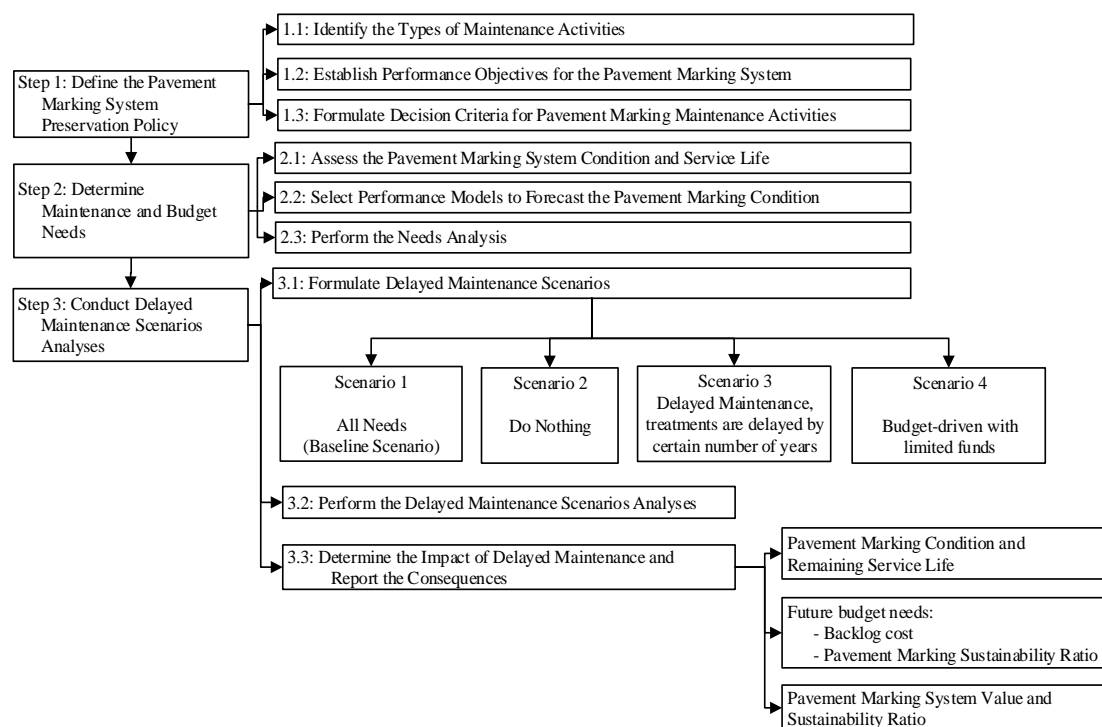 Step 1: Define the Pavement
Marking System
Preservation Policy
1.1: Identify the Types of Maintenance Activities
1.2: Establish Performance Objectives for the Pavement Marking System
1.3: Formulate Decision Criteria for Pavement Marking Maintenance Activities
Step 2: Determine
Maintenance and Budget
Needs
2.1: Assess the Pavement Marking System Condition and Service Life
2.2: Select Performance Models to Forecast the Pavement Marking Condition
2.3: Perform the Needs Analysis
Step 3: Conduct Delayed
Maintenance Scenarios
Analyses
3.1: Formulate Delayed Maintenance Scenarios
Scenario 1
All Needs
(Baseline Scenario)
Scenario 2
Do Nothing
Scenario 3
Delayed Maintenance,
treatments are delayed by
certain number of years
Scenario 4
Budget-driven with
limited funds
3.2: Perform the Delayed Maintenance Scenarios Analyses
3.3: Determine the Impact of Delayed Maintenance and
Report the Consequences
Pavement Marking Condition and
Remaining Service Life
Future budget needs:
- Backlog cost
- Pavement Marking Sustainability Ratio
Pavement Marking System Value and
Sustainability Ratio